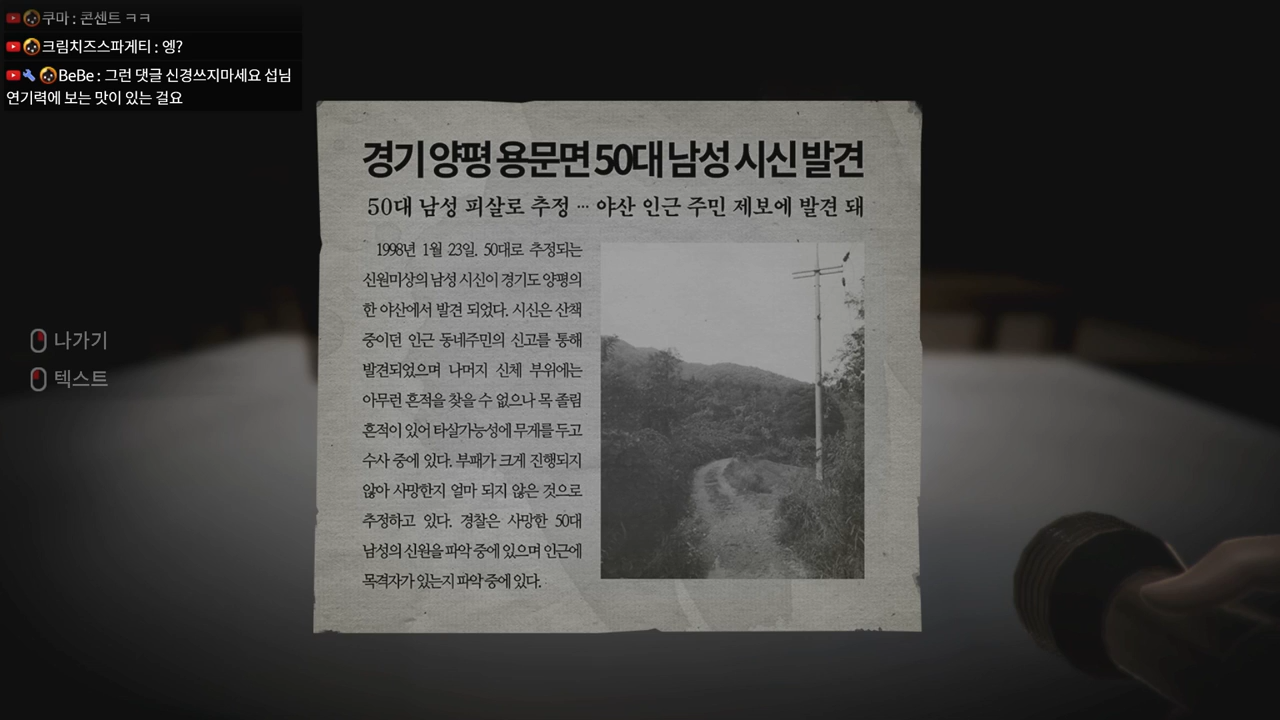 쿠마 : 콘센트 ㅋㅋ
크림치즈스파게티 : 엥?
BeBe : 그런 댓글 신경쓰지마세요 섭님
연기력에 보는 맛이 있는 걸요
경기 양평 용문면 50대 남성 시신 발견
50대 남성 피살로 추정 … 야산 인근 주민 제보에 발견 돼
1998년 1월 23일. 50대로 추정되는
신원미상의 남성 시신이 경기도 양평의
한 야산에서 발견 되었다. 시신은 산책
중이던 인근 동네주민의 신고를 통해
발견되었으며 나머지 신체 부위에는
아무런 흔적을 찾을 수 없으나 목 졸림
흔적이 있어 타살가능성에 무게를 두고
수사 중에 있다. 부패가 크게 진행되지
않아 사망한지 얼마 되지 않은 것으로
추정하고 있다. 경찰은 사망한 50대
남성의 신원을 파악 중에 있으며 인근에
목격자가 있는지 파악 중에 있다.
나가기
텍스트